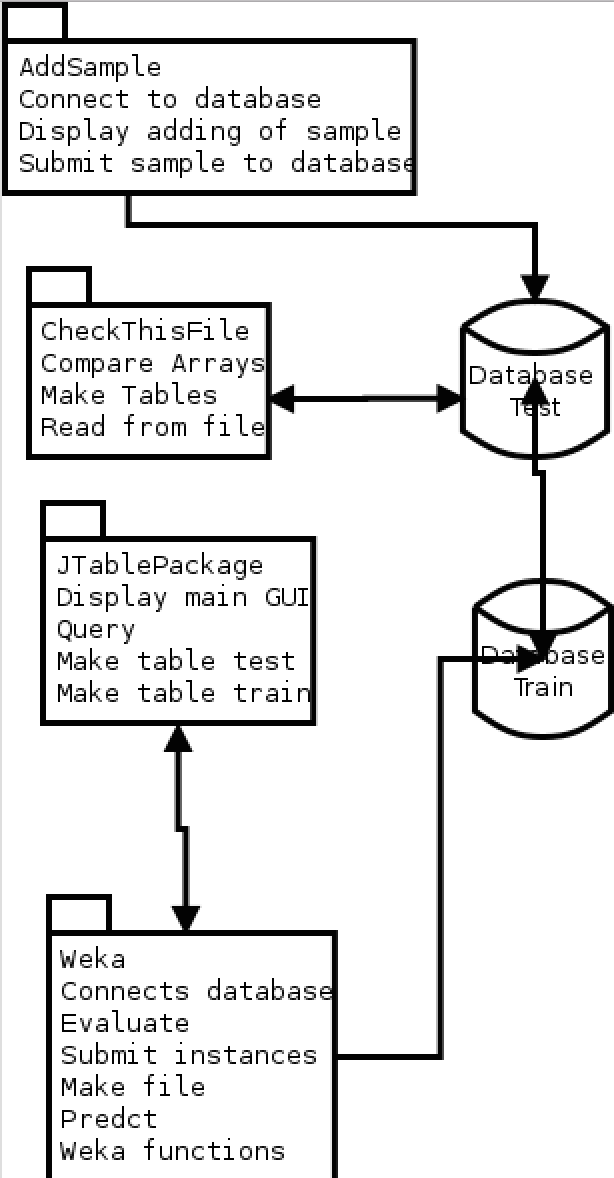 AddSample
Connect to database
Display adding of sample
Submit sample to database
CheckThisFile
Compare Arrays
Make Tables
Read from file
Database
Test
JTablePackage
Display main GUI
Query
Make table test
Make table train
Database
Train
Weka
Connects database
Evaluate
Submit instances
Make file
Predct
Weka functions